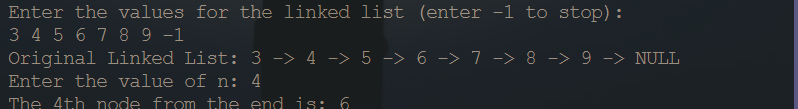 Enter the values for the linked list (enter -1 to stop):
3 4 5 6 7 8 9 -1
Original Linked List: 3 -> 4 -> 5 -> 6 -> 7 -> 8 -> 9 -> NULL
Enter the value of n: 4
The 4th node from the end is: 6